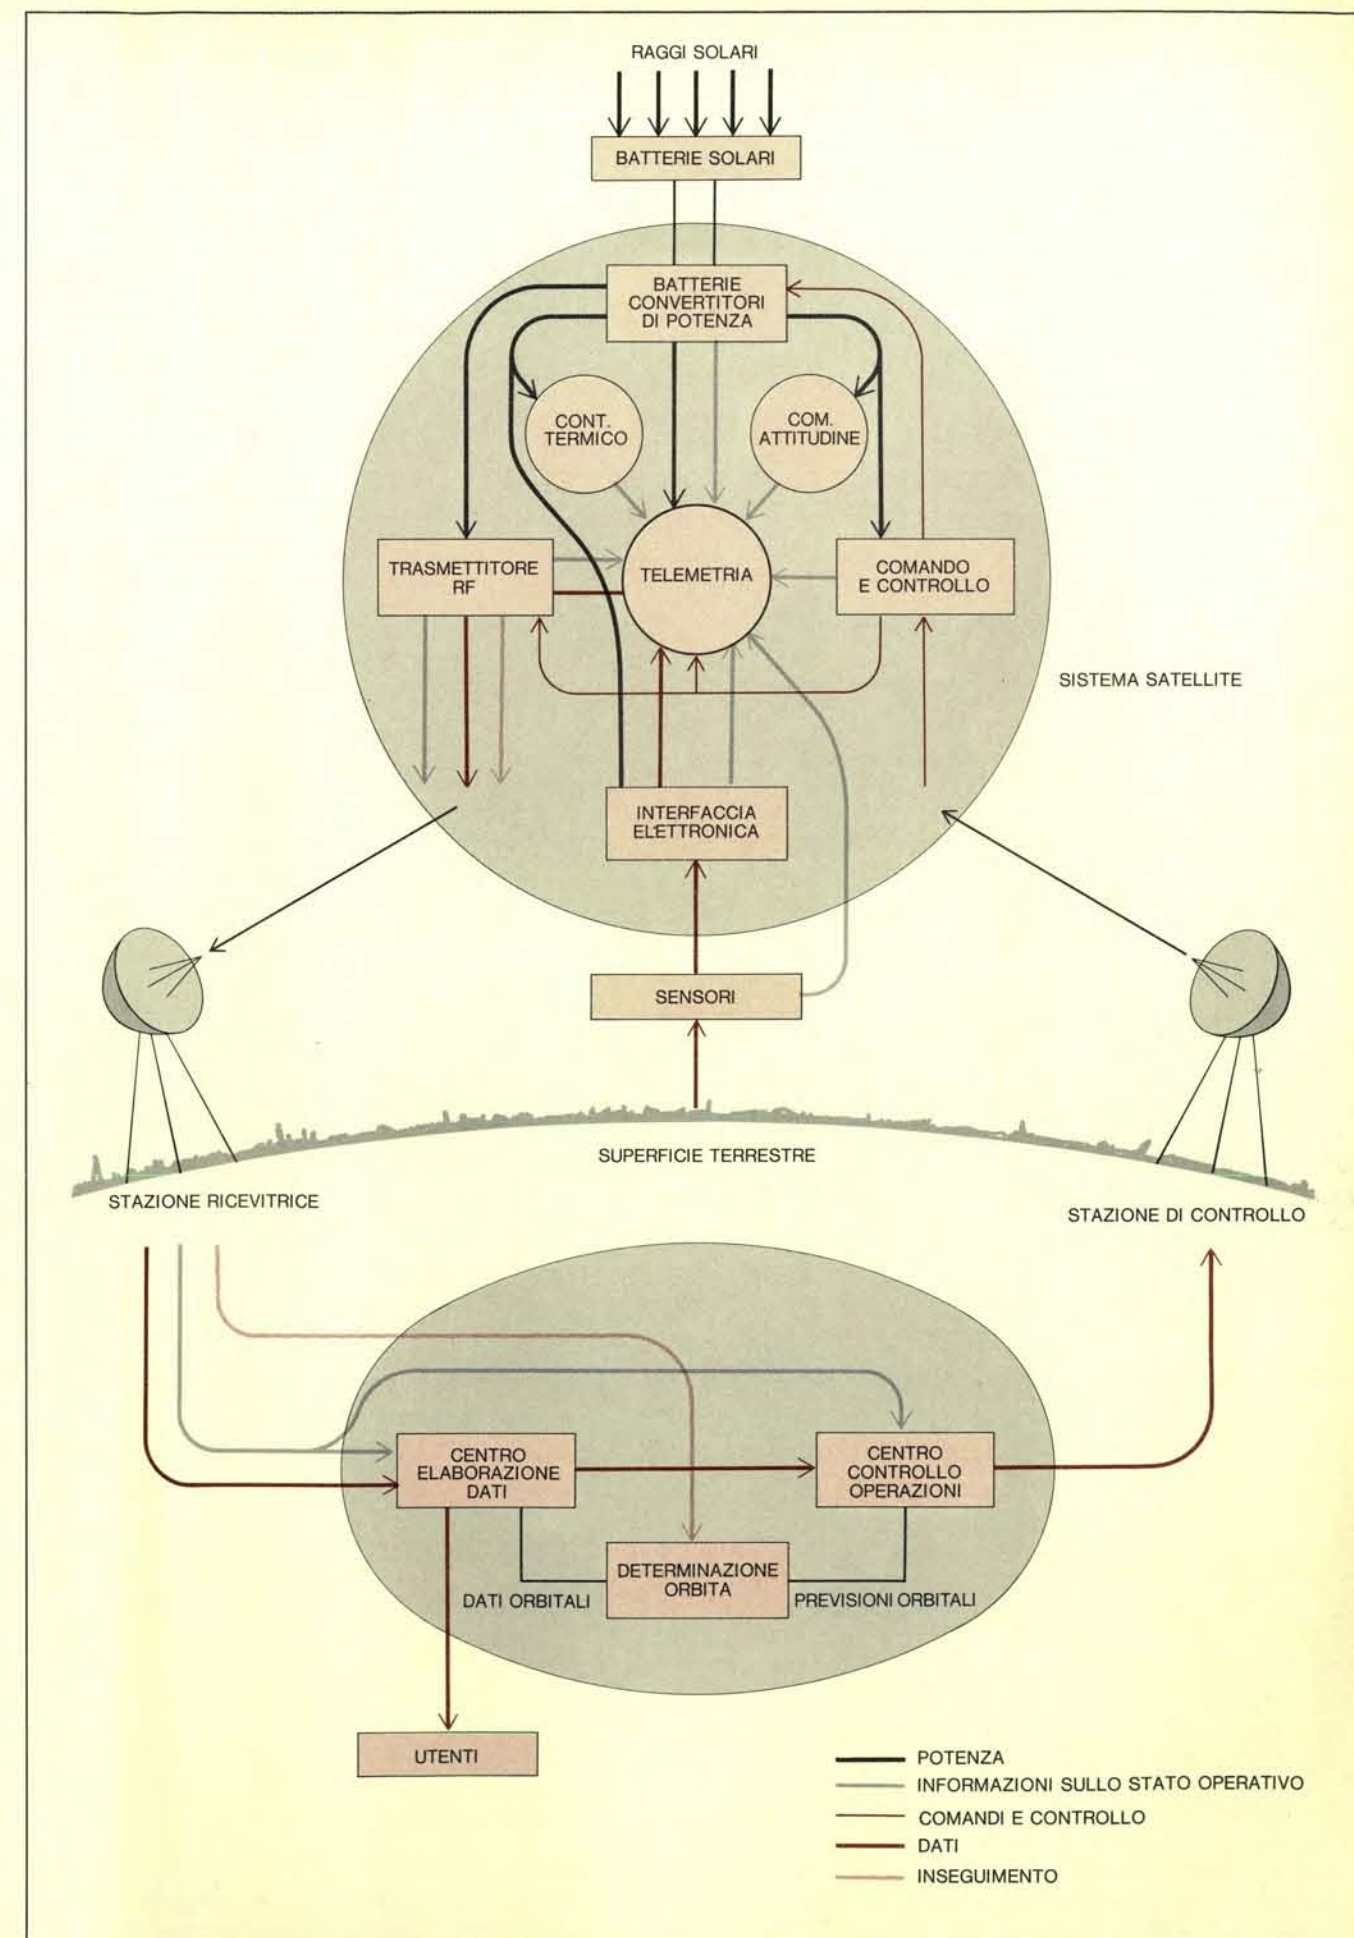 RAGGI SOLARI
BATTERIE SOLARI
BATTERIE
CONVERTITORI
DI POTENZA
CONT.
TERMICO
COM.
ATTITUDINE
TRASMETTITORE
RF
TELEMETRIA
COMANDO
E CONTROLLO
SISTEMA SATELLITE
INTERFACCIA
ELETTRONICA
SENSORI
SUPERFICIE TERRESTRE
STAZIONE RICEVITRICE
STAZIONE DI CONTROLLO
CENTRO
ELABORAZIONE
DATI
CENTRO
CONTROLLO
OPERAZIONI
DETERMINAZIONE
ORBITA
DATI ORBITALI
PREVISIONI ORBITALI
UTENTI
POTENZA
INFORMAZIONI SULLO STATO OPERATIVO
COMANDI E CONTROLLO
DATI
INSEGUIMENTO